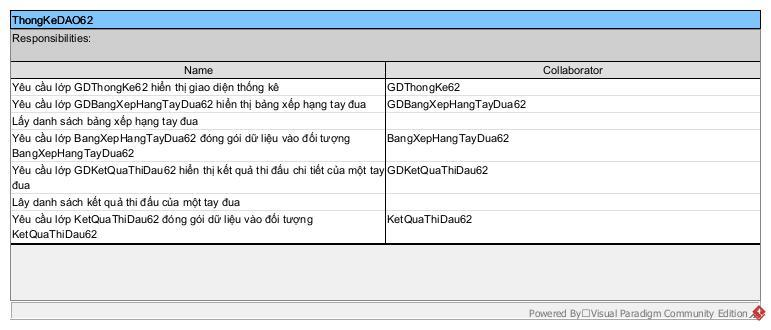 ThongKeDAO62
Responsibilities:
Name Collaborator
Yêu cầu lớp GDThongKe62 hiển thị giao diện thống kê GDThongKe62
Yêu cầu lớp GDBangXepHangTayDua62 hiển thị bảng xếp hạng tay đua GDBangXepHangTayDua62
Lấy danh sách bảng xếp hạng tay đua
Yêu cầu lớp BangXepHangTayDua62 đóng gói dữ liệu vào đối tượng BangXepHangTayDua62
BangXepHangTayDua62
Yêu cầu lớp GDKetQuaThiDau62 hiển thị kết quả thi đấu chi tiết của một tay GDKetQuaThiDau62
đua
Lây danh sách kết quả thi đấu của một tay đua
Yêu cầu lớp KetQuaThiDau62 đóng gói dữ liệu vào đối tượng KetQuaThiDau62
KetQuaThiDau62
Powered By□Visual Paradigm Community Edition